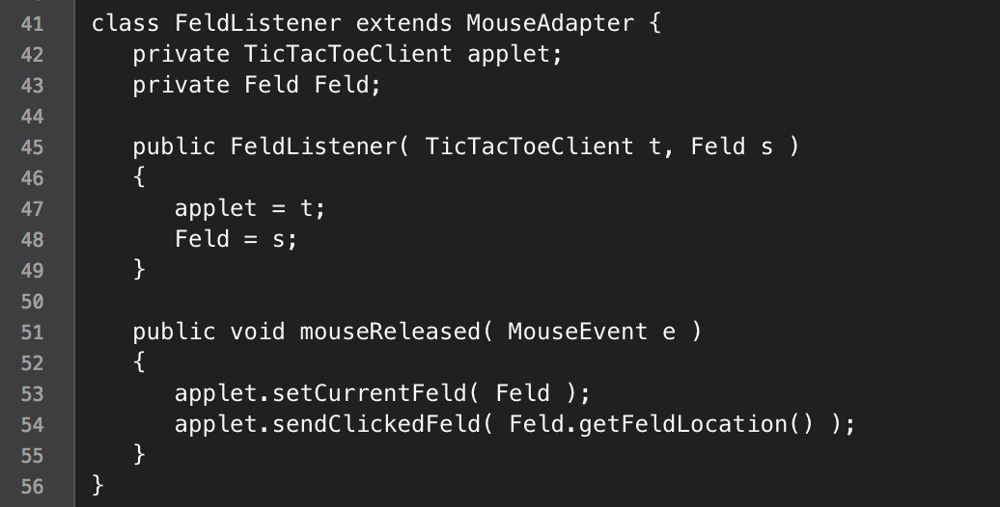 41 class FeldListener extends MouseAdapter {
42    private TicTacToeClient applet;
43    private Feld Feld;
44
45    public FeldListener( TicTacToeClient t, Feld s )
46    {
47       applet = t;
48       Feld = s;
49    }
50
51    public void mouseReleased( MouseEvent e )
52    {
53       applet.setCurrentFeld( Feld );
54       applet.sendClickedFeld( Feld.getFeldLocation() );
55    }
56 }